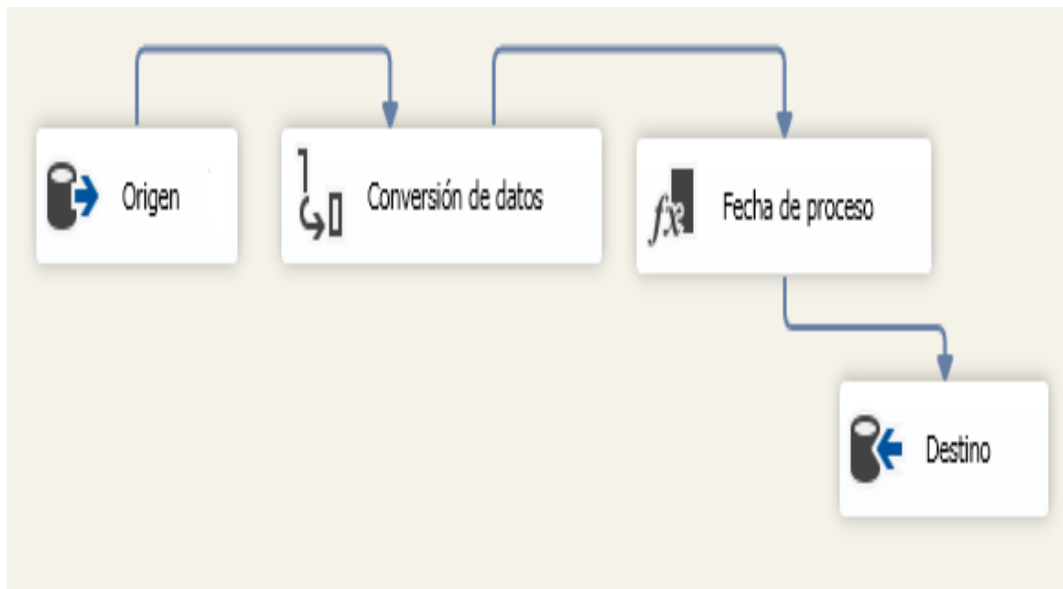 Origen
Conversión de datos
Fecha de proceso
Destino